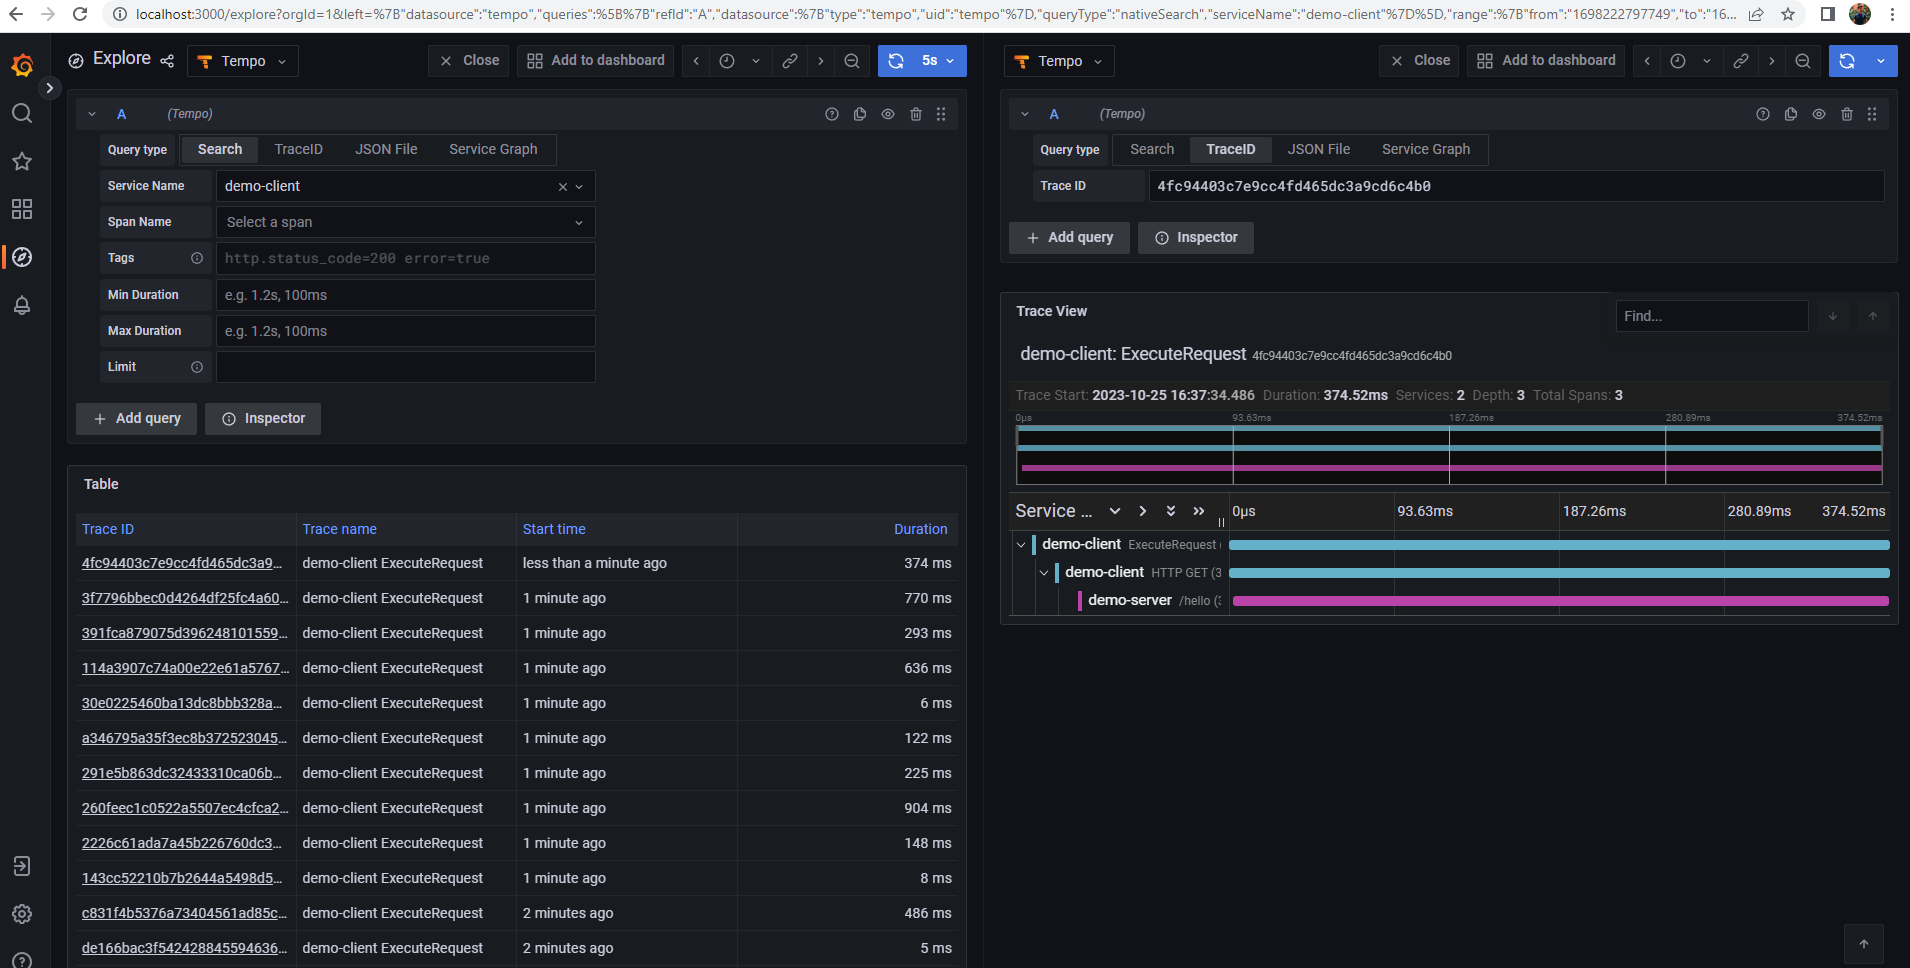 localhost:3000/explore?orgId=1&left=%7B"datasource":"tempo","queries":%5B%7B"refId":"A","datasource":%7B"type":"tempo","uid":"tempo"%7D,"queryType":"nativeSearch","serviceName":"demo-client"%7D%5D,"range":%7B"from":"1698222797749","to":"16...
Explore Tempo Close Add to dashboard 5s
A (Tempo)
Query type Search TraceID JSON File Service Graph
Service Name demo-client
Span Name Select a span
Tags http.status_code=200 error=true
Min Duration e.g. 1.2s, 100ms
Max Duration e.g. 1.2s, 100ms
Limit
+ Add query Inspector
Table
Trace ID Trace name Start time Duration
4fc94403c7e9cc4fd465dc3a9... demo-client ExecuteRequest less than a minute ago 374 ms
3f7796bbec0d4264df25fc4a60... demo-client ExecuteRequest 1 minute ago 770 ms
391fca879075d396248101559... demo-client ExecuteRequest 1 minute ago 293 ms
114a3907c74a00e22e61a5767... demo-client ExecuteRequest 1 minute ago 636 ms
30e0225460ba13dc8bbb328a... demo-client ExecuteRequest 1 minute ago 6 ms
a346795a35f3ec8b372523045... demo-client ExecuteRequest 1 minute ago 122 ms
291e5b863dc32433310ca06b... demo-client ExecuteRequest 1 minute ago 225 ms
260feec1c0522a5507ec4cfca2... demo-client ExecuteRequest 1 minute ago 904 ms
2226c61ada7a45b226760dc3... demo-client ExecuteRequest 1 minute ago 148 ms
143cc52210b7b2644a5498d5... demo-client ExecuteRequest 1 minute ago 8 ms
c831f4b5376a73404561ad85c... demo-client ExecuteRequest 2 minutes ago 486 ms
de166bac3f542428845594636... demo-client ExecuteRequest 2 minutes ago 5 ms
Tempo Close Add to dashboard
A (Tempo)
Query type Search TraceID JSON File Service Graph
Trace ID 4fc94403c7e9cc4fd465dc3a9cd6c4b0
+ Add query Inspector
Trace View Find...
demo-client: ExecuteRequest 4fc94403c7e9cc4fd465dc3a9cd6c4b0
Trace Start: 2023-10-25 16:37:34.486 Duration: 374.52ms Services: 2 Depth: 3 Total Spans: 3
0μs 93.63ms 187.26ms 280.89ms 374.52ms
Service ... 0μs 93.63ms 187.26ms 280.89ms 374.52ms
demo-client ExecuteRequest (
demo-client HTTP GET (3
demo-server /hello (3